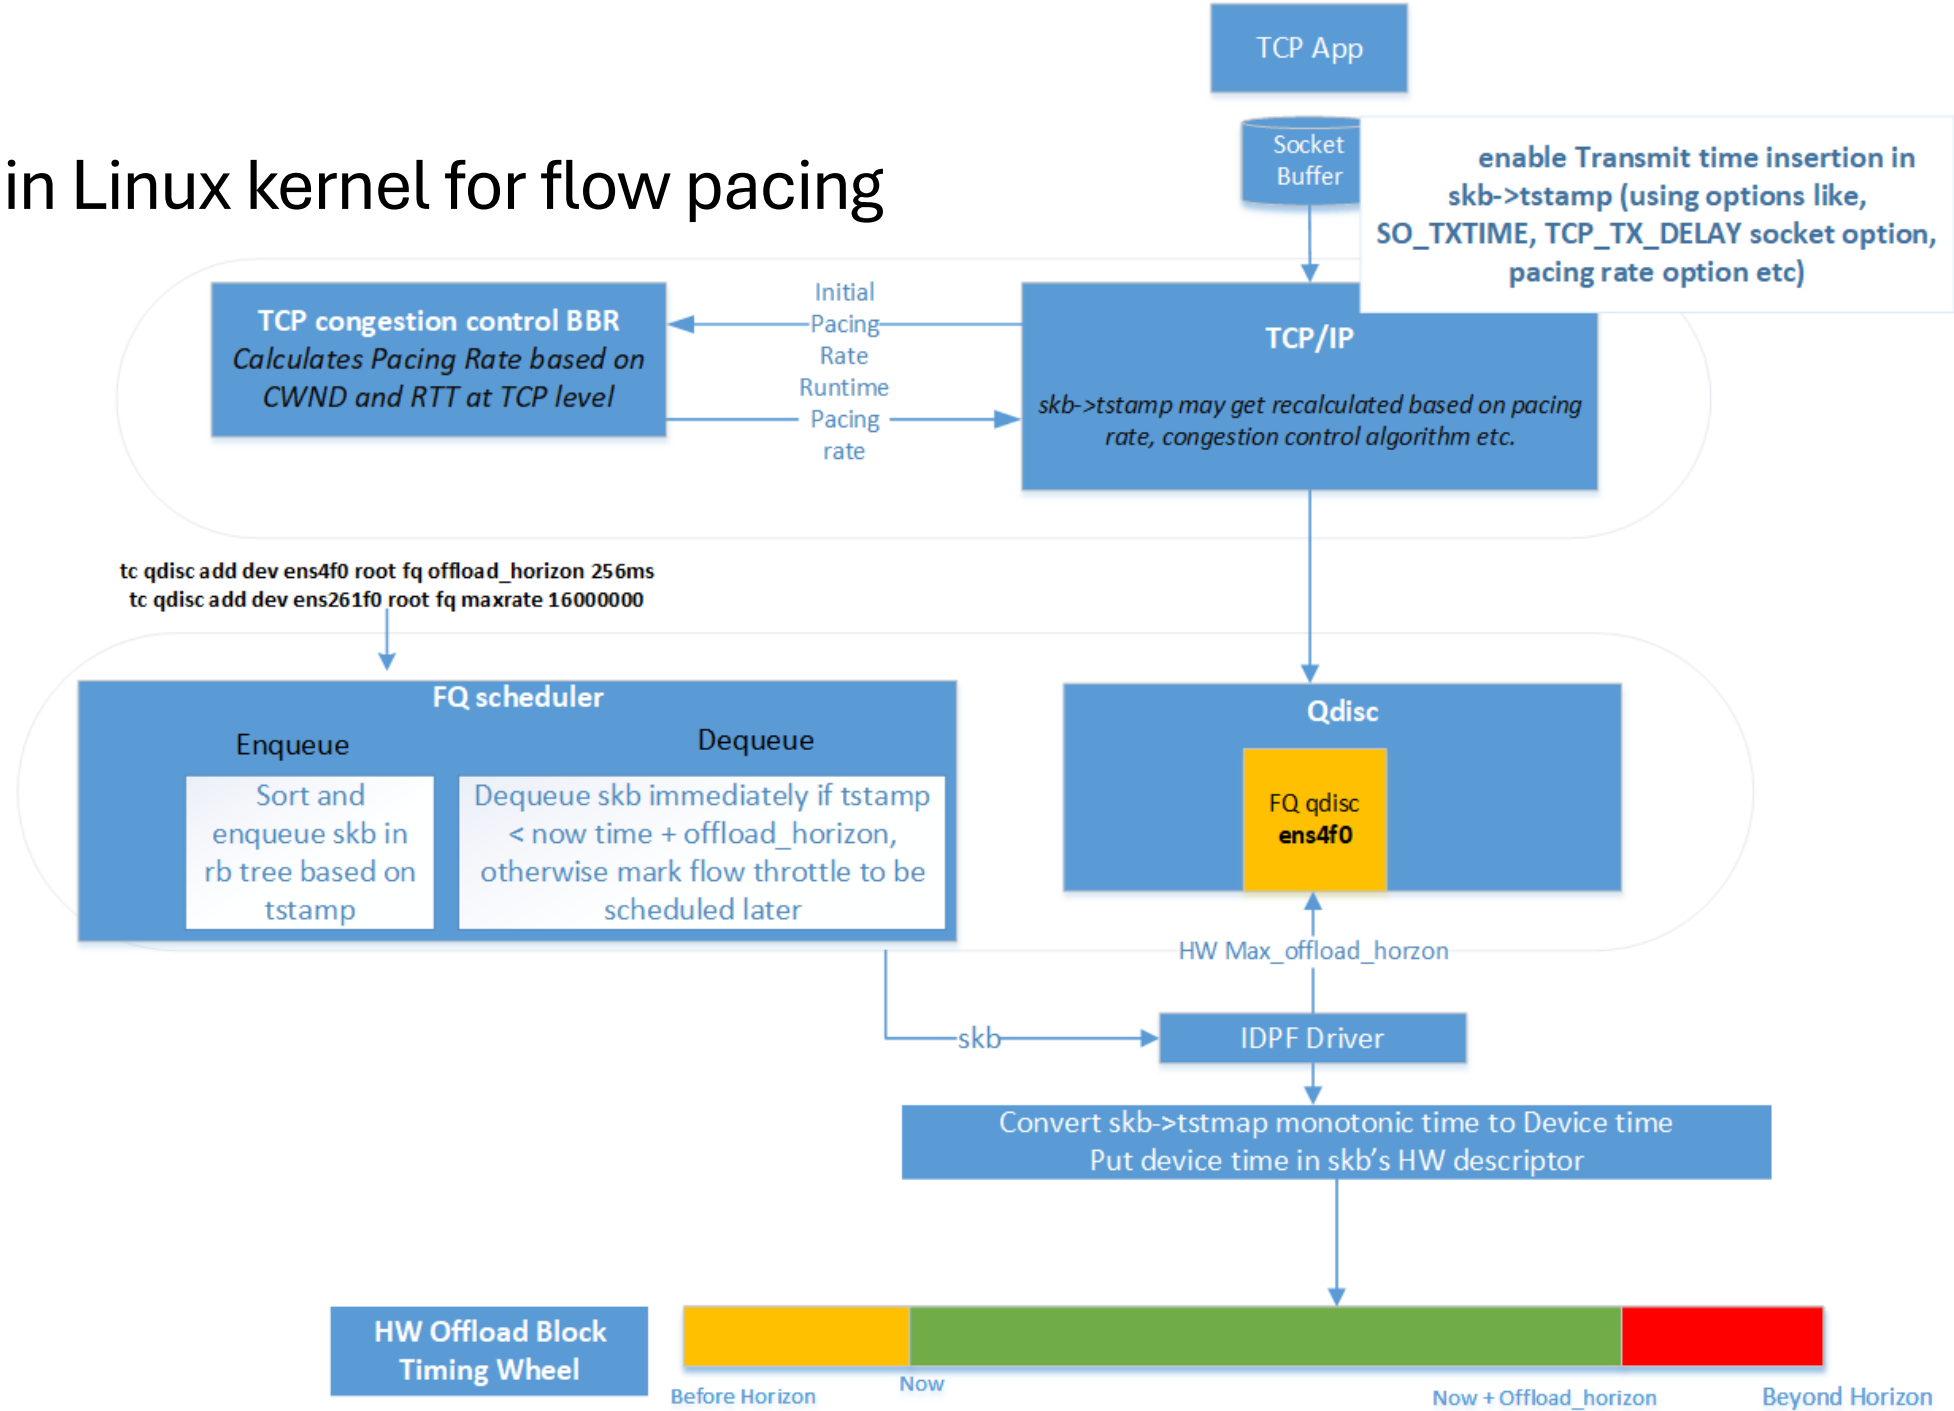 TCP App
in Linux kernel for flow pacing
Socket
Buffer
enable Transmit time insertion in
skb->tstamp (using options like,
SO_TXTIME, TCP_TX_DELAY socket option,
pacing rate option etc)
TCP congestion control BBR
Calculates Pacing Rate based on
CWND and RTT at TCP level
Initial
Pacing
Rate
Runtime
Pacing
rate
TCP/IP
skb->tstamp may get recalculated based on pacing
rate, congestion control algorithm etc.
tc qdisc add dev ens4f0 root fq offload_horizon 256ms
tc qdisc add dev ens261f0 root fq maxrate 16000000
FQ scheduler
Enqueue
Sort and
enqueue skb in
rb tree based on
tstamp
Dequeue
Dequeue skb immediately if tstamp
< now time + offload_horizon,
otherwise mark flow throttle to be
scheduled later
Qdisc
FQ qdisc
ens4f0
HW Max_offload_horzon
skb
IDPF Driver
Convert skb->tstmap monotonic time to Device time
Put device time in skb’s HW descriptor
HW Offload Block
Timing Wheel
Before Horizon
Now
Now + Offload_horizon
Beyond Horizon